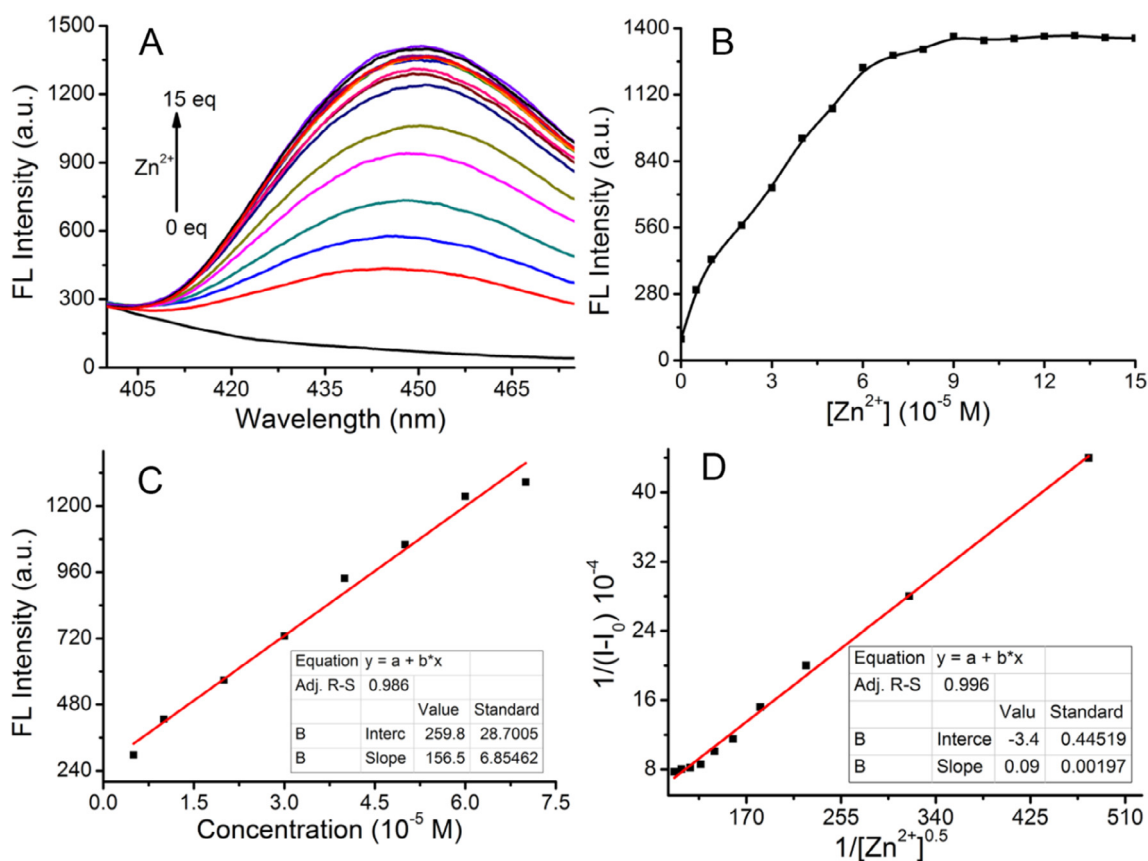 A
1500
1200
900
600
300
0
FL Intensity (a.u.)
15 eq
Zn²⁺
0 eq
405 420 435 450 465
Wavelength (nm)
B
1400
1120
840
560
280
0
FL Intensity (a.u.)
0 3 6 9 12 15
[Zn²⁺] (10⁻⁵ M)
C
1200
960
720
480
240
FL Intensity (a.u.)
Equation y = a + b*x
Adj. R-S 0.986
Value Standard
B Interc 259.8 28.7005
B Slope 156.5 6.85462
0.0 1.5 3.0 4.5 6.0 7.5
Concentration (10⁻⁵ M)
D
40
32
24
16
8
1/(I-I₀) 10⁻⁴
Equation y = a + b*x
Adj. R-S 0.996
Valu Standard
B Interce -3.4 0.44519
B Slope 0.09 0.00197
170 255 340 425 510
1/[Zn²⁺]⁰·⁵